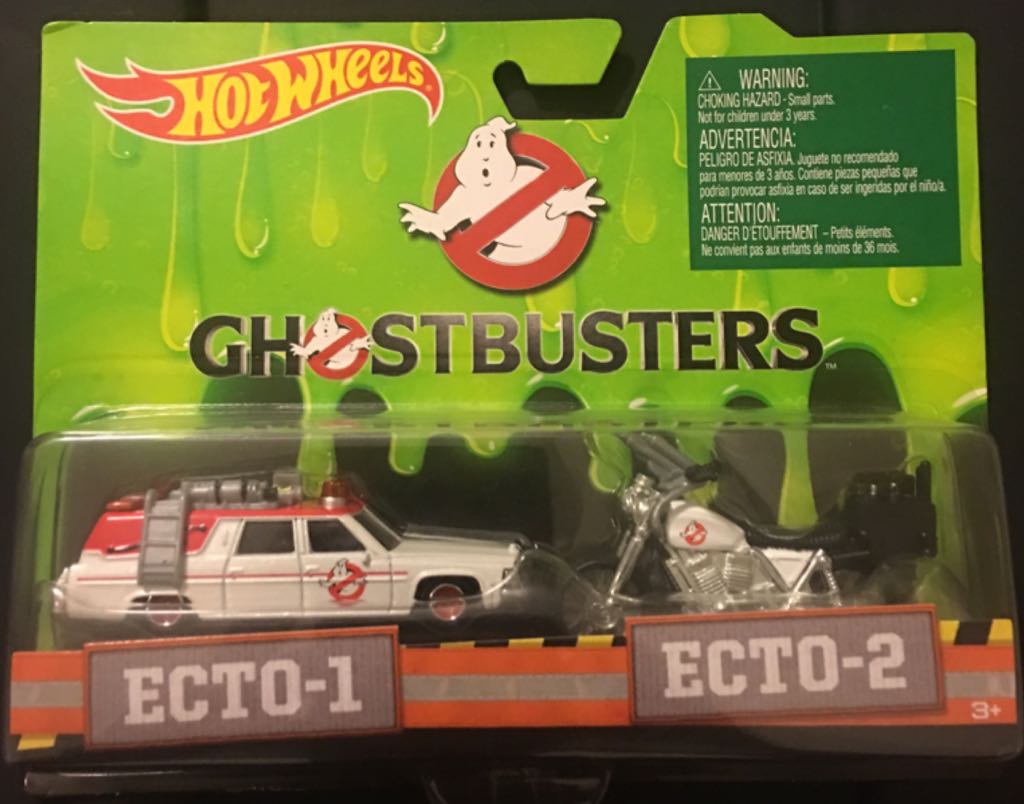 HOT WHEELS
⚠ WARNING:
CHOKING HAZARD - Small parts.
Not for children under 3 years.
ADVERTENCIA:
PELIGRO DE ASFIXIA. Juguete no recomendado
para menores de 3 años. Contiene piezas pequeñas que
podrían provocar asfixia en caso de ser ingeridas por el niño/a.
ATTENTION:
DANGER D'ÉTOUFFEMENT – Petits éléments.
Ne convient pas aux enfants de moins de 36 mois.
GHOSTBUSTERS™
ECTO-1
ECTO-2
3+